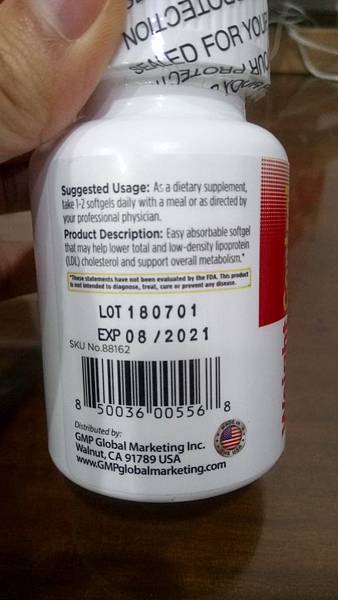 SEALED FOR YOUR
PROTECTION
Suggested Usage: As a dietary supplement,
take 1-2 softgels daily with a meal or as directed by
your professional physician.
Product Description: Easy absorbable softgel
that may help lower total and low-density lipoprotein
(LDL) cholesterol and support overall metabolism.*
*These statements have not been evaluated by the FDA. This product
is not intended to diagnose, treat, cure or prevent any disease.
LOT 180701
EXP 08/2021
SKU No.88162
8 50036 00556 8
Distributed by:
GMP Global Marketing Inc.
Walnut, CA 91789 USA
www.GMPglobalmarketing.com